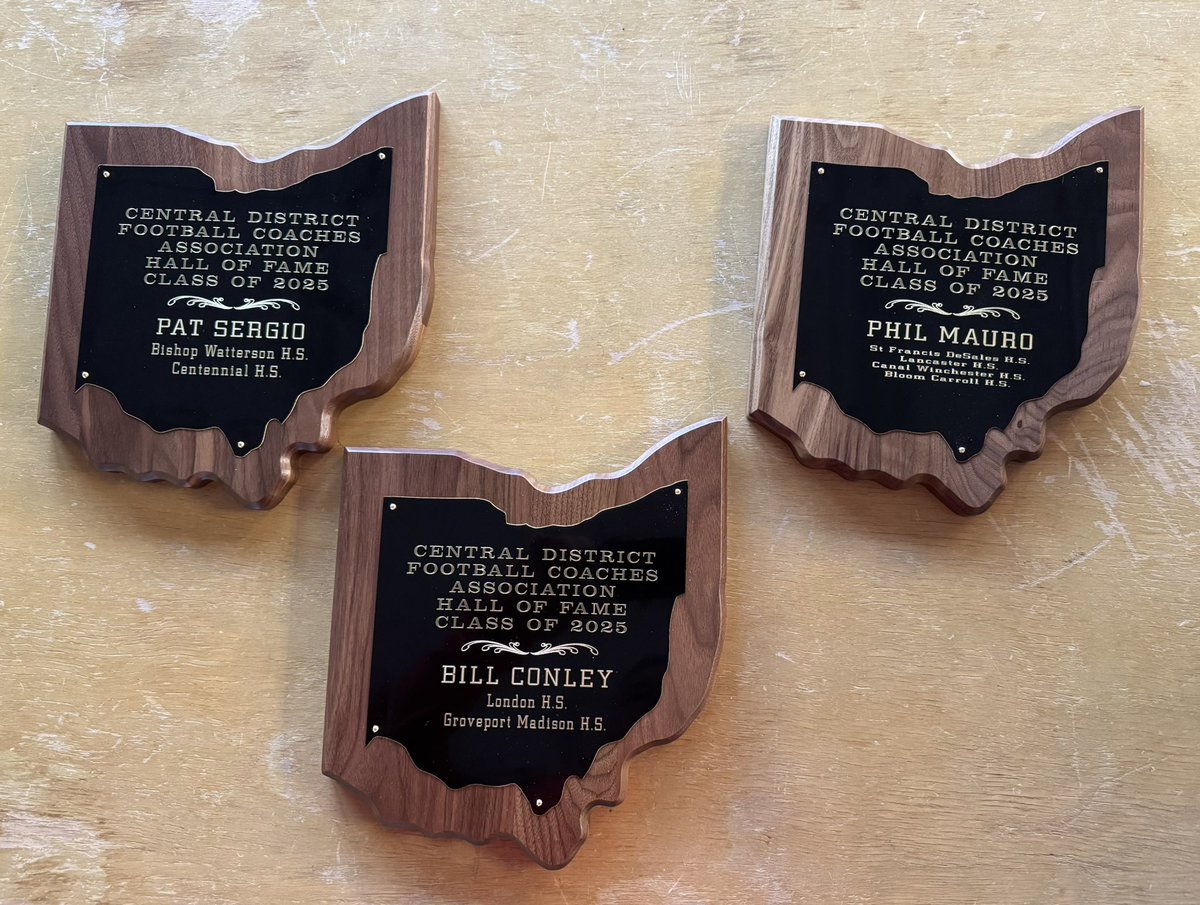 CENTRAL DISTRICT
FOOTBALL COACHES
ASSOCIATION
HALL OF FAME
CLASS OF 2025
PAT SERGIO
Bishop Watterson H.S.
Centennial H.S.
CENTRAL DISTRICT
FOOTBALL COACHES
ASSOCIATION
HALL OF FAME
CLASS OF 2025
PHIL MAURO
St Francis DeSales H.S.
Lancaster H.S.
Canal Winchester H.S.
Bloom Carroll H.S.
CENTRAL DISTRICT
FOOTBALL COACHES
ASSOCIATION
HALL OF FAME
CLASS OF 2025
BILL CONLEY
London H.S.
Groveport Madison H.S.